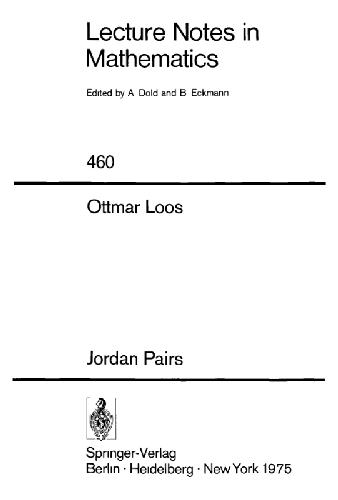 Lecture Notes in
Mathematics
Edited by A. Dold and B. Eckmann
460
Ottmar Loos
Jordan Pairs
Springer-Verlag
Berlin · Heidelberg · New York 1975